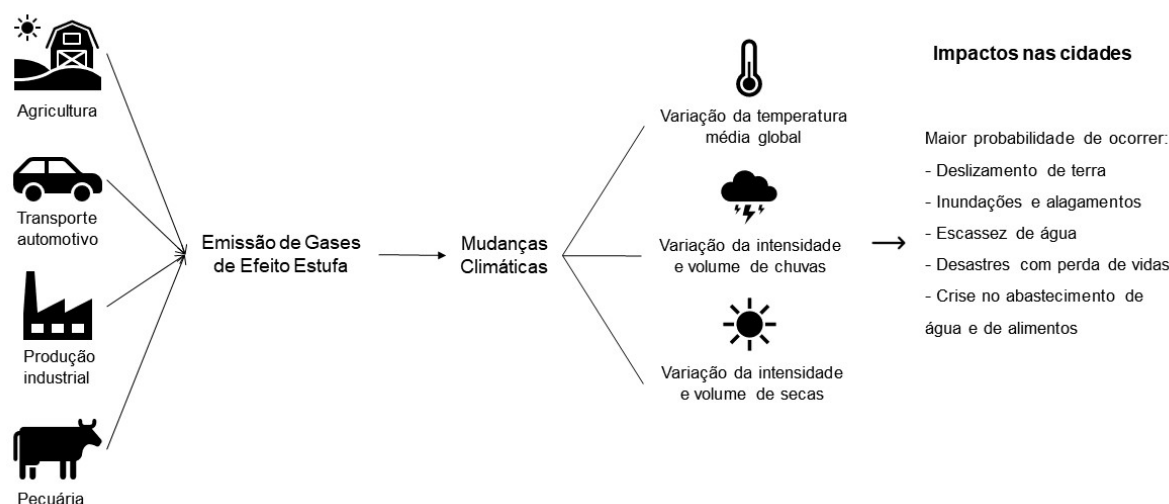 Agricultura
Transporte
automotivo
Produção
industrial
Pecuária
Emissão de Gases
de Efeito Estufa
Mudanças
Climáticas
Variação da temperatura
média global
Variação da intensidade
e volume de chuvas
Variação da intensidade
e volume de secas
Impactos nas cidades
Maior probabilidade de ocorrer:
- Deslizamento de terra
- Inundações e alagamentos
- Escassez de água
- Desastres com perda de vidas
- Crise no abastecimento de
água e de alimentos